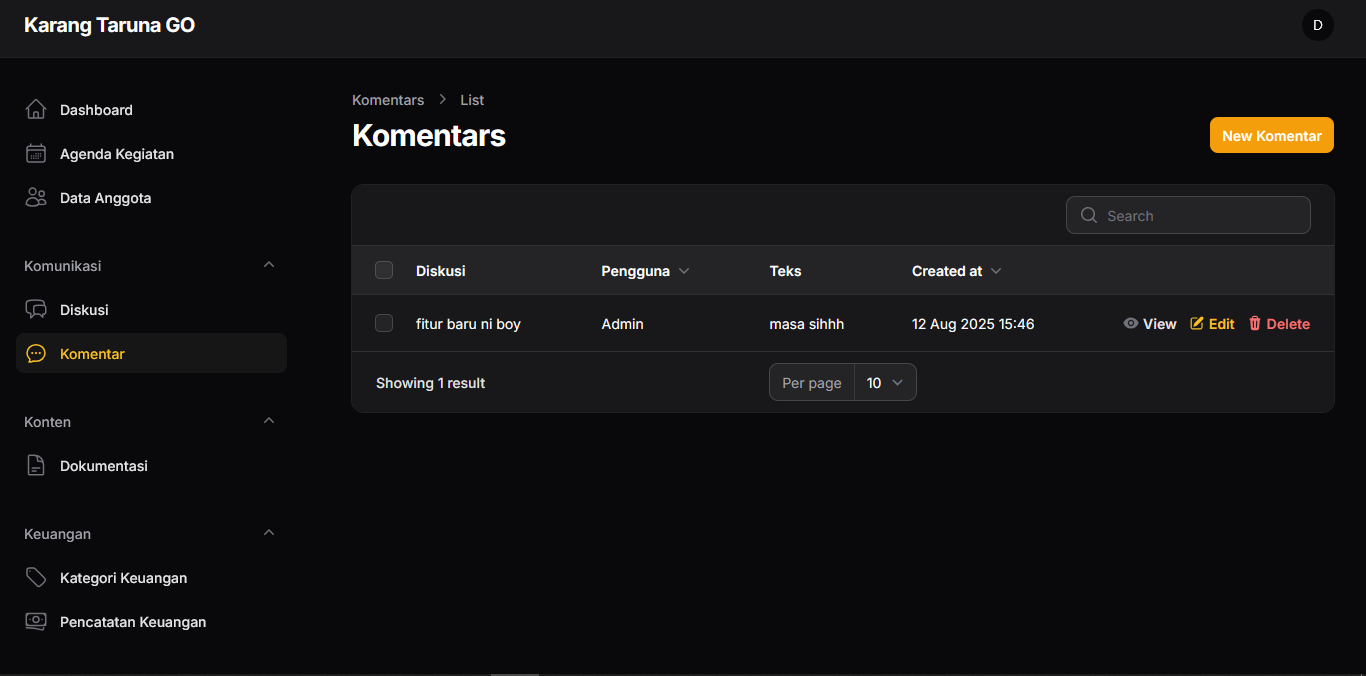 Karang Taruna GO
D
Dashboard
Agenda Kegiatan
Data Anggota
Komunikasi
Diskusi
Komentar
Konten
Dokumentasi
Keuangan
Kategori Keuangan
Pencatatan Keuangan
Komentars > List
Komentars
New Komentar
Search
Diskusi Pengguna Teks Created at
fitur baru ni boy Admin masa sihhh 12 Aug 2025 15:46 View Edit Delete
Showing 1 result Per page 10